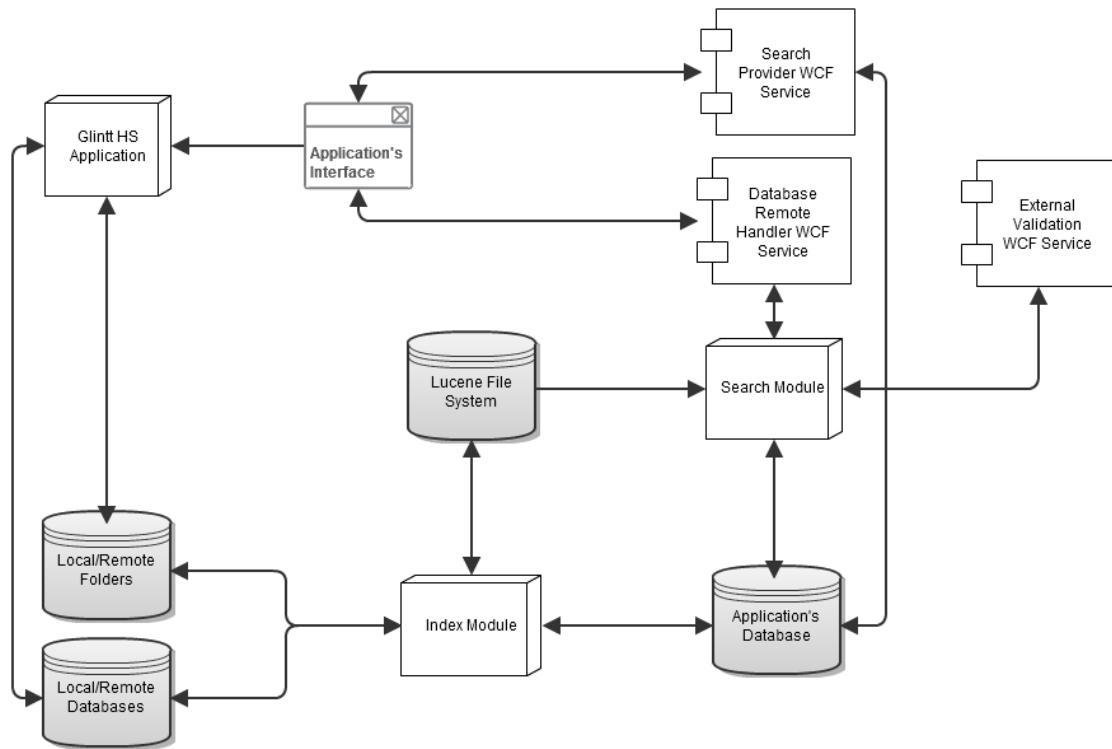 Search
Provider WCF
Service
Glintt HS
Application
Application's
Interface
Database
Remote
Handler WCF
Service
External
Validation
WCF Service
Lucene File
System
Search Module
Local/Remote
Folders
Index Module
Application's
Database
Local/Remote
Databases